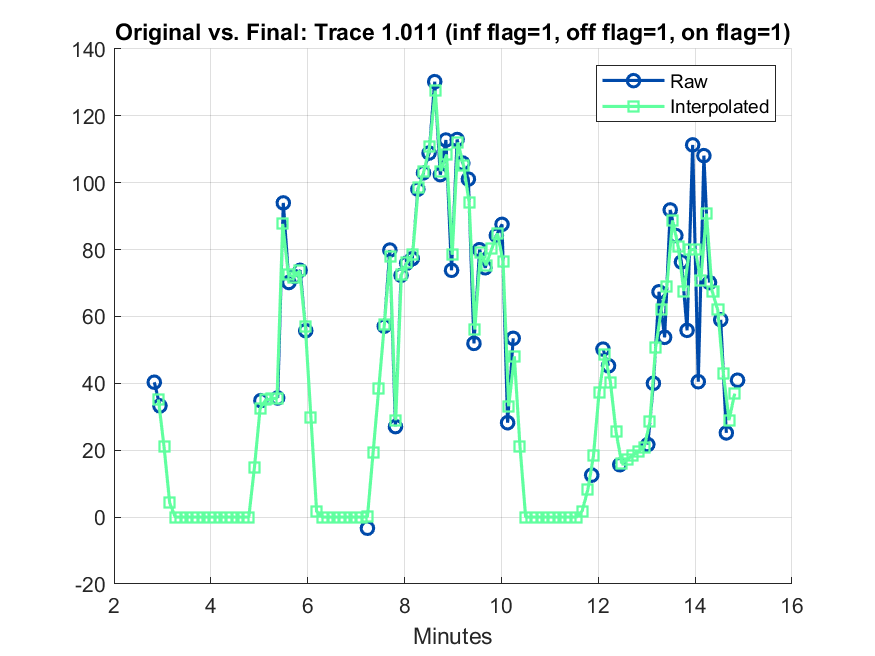 Original vs. Final: Trace 1.011 (inf flag=1, off flag=1, on flag=1)
140
120
100
80
60
40
20
0
-20
Raw
Interpolated
2 4 6 8 10 12 14 16
Minutes